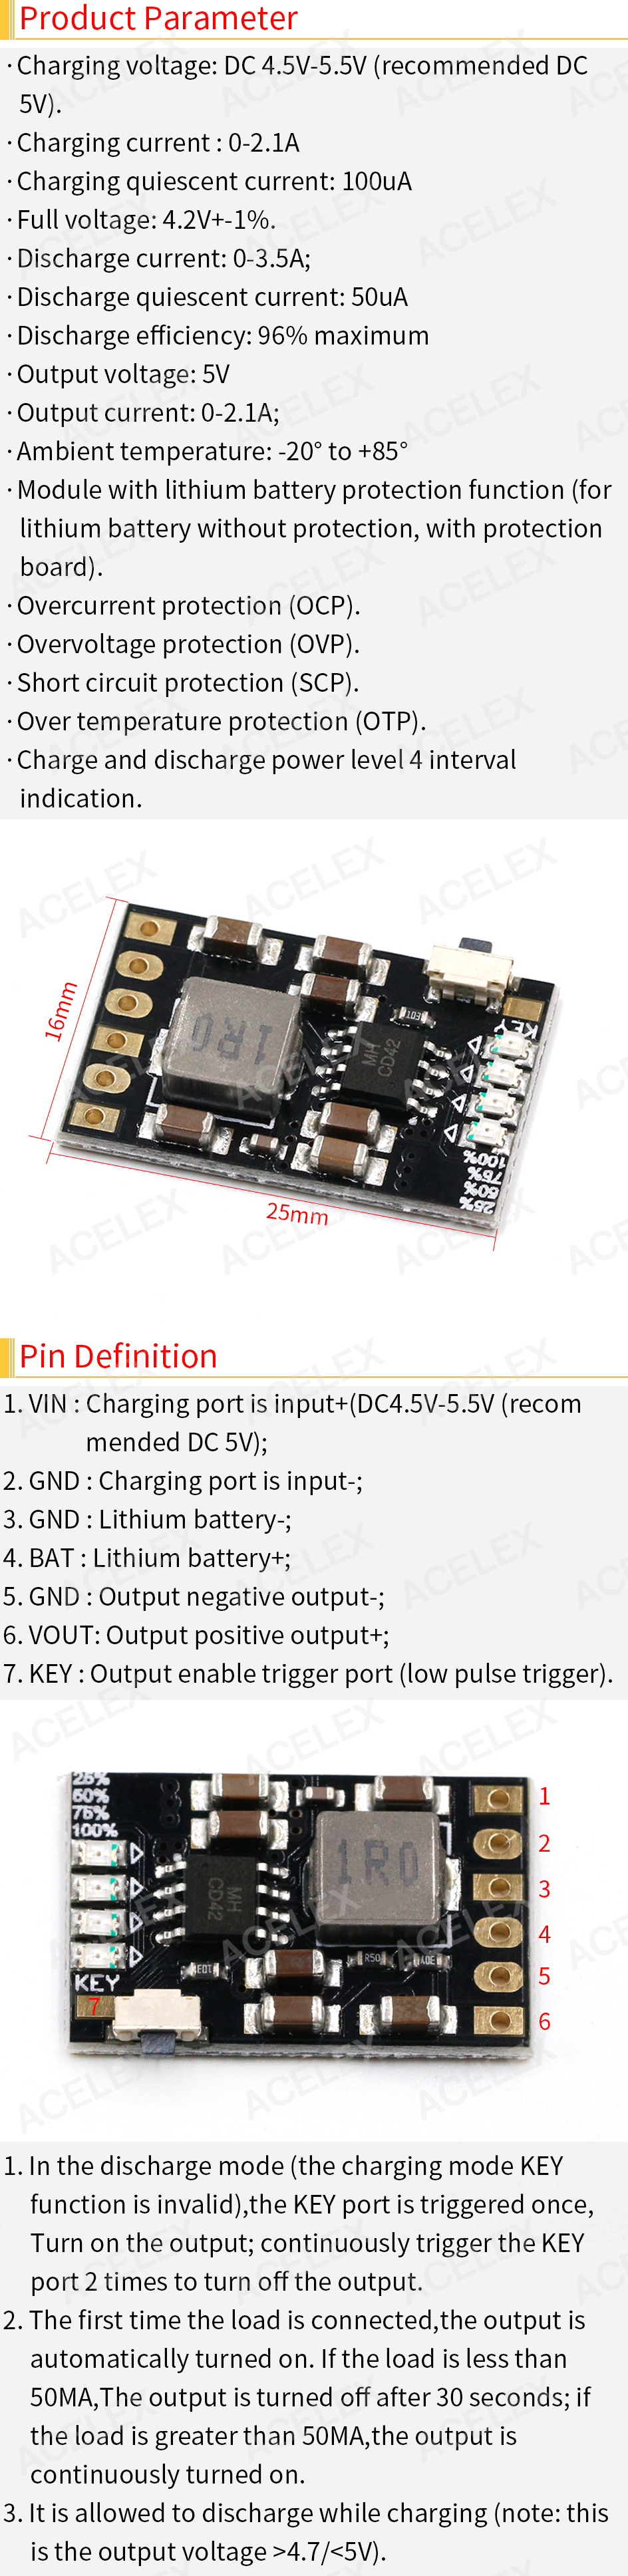 Product Parameter
· Charging voltage: DC 4.5V-5.5V (recommended DC
5V).
· Charging current : 0-2.1A
· Charging quiescent current: 100uA
· Full voltage: 4.2V+-1%.
· Discharge current: 0-3.5A;
· Discharge quiescent current: 50uA
· Discharge efficiency: 96% maximum
· Output voltage: 5V
· Output current: 0-2.1A;
· Ambient temperature: -20° to +85°
· Module with lithium battery protection function (for
lithium battery without protection, with protection
board).
· Overcurrent protection (OCP).
· Overvoltage protection (OVP).
· Short circuit protection (SCP).
· Over temperature protection (OTP).
· Charge and discharge power level 4 interval
indication.
ACELEX
16mm
1R0
MH
CD42
KEY
100%
75%
50%
25%
25mm
Pin Definition
1. VIN : Charging port is input+(DC4.5V-5.5V (recom
mended DC 5V);
2. GND : Charging port is input-;
3. GND : Lithium battery-;
4. BAT : Lithium battery+;
5. GND : Output negative output-;
6. VOUT: Output positive output+;
7. KEY : Output enable trigger port (low pulse trigger).
25%
50%
75%
100%
1R0
MH
CD42
R50
KEY
7
1
2
3
4
5
6
1. In the discharge mode (the charging mode KEY
function is invalid),the KEY port is triggered once,
Turn on the output; continuously trigger the KEY
port 2 times to turn off the output.
2. The first time the load is connected,the output is
automatically turned on. If the load is less than
50MA,The output is turned off after 30 seconds; if
the load is greater than 50MA,the output is
continuously turned on.
3. It is allowed to discharge while charging (note: this
is the output voltage >4.7/<5V).